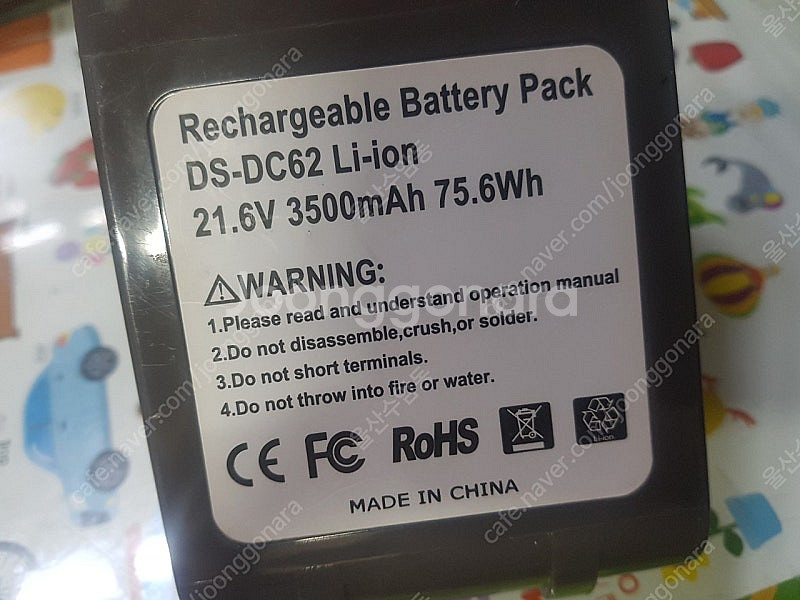 Rechargeable Battery Pack
DS-DC62 Li-ion
21.6V 3500mAh 75.6Wh
WARNING:
1.Please read and understand operation manual
2.Do not disassemble,crush,or solder.
3.Do not short terminals.
4.Do not throw into fire or water.
CE FC RoHS
Li-ion
MADE IN CHINA
joonggonara
cafe.naver.com/joonggonara